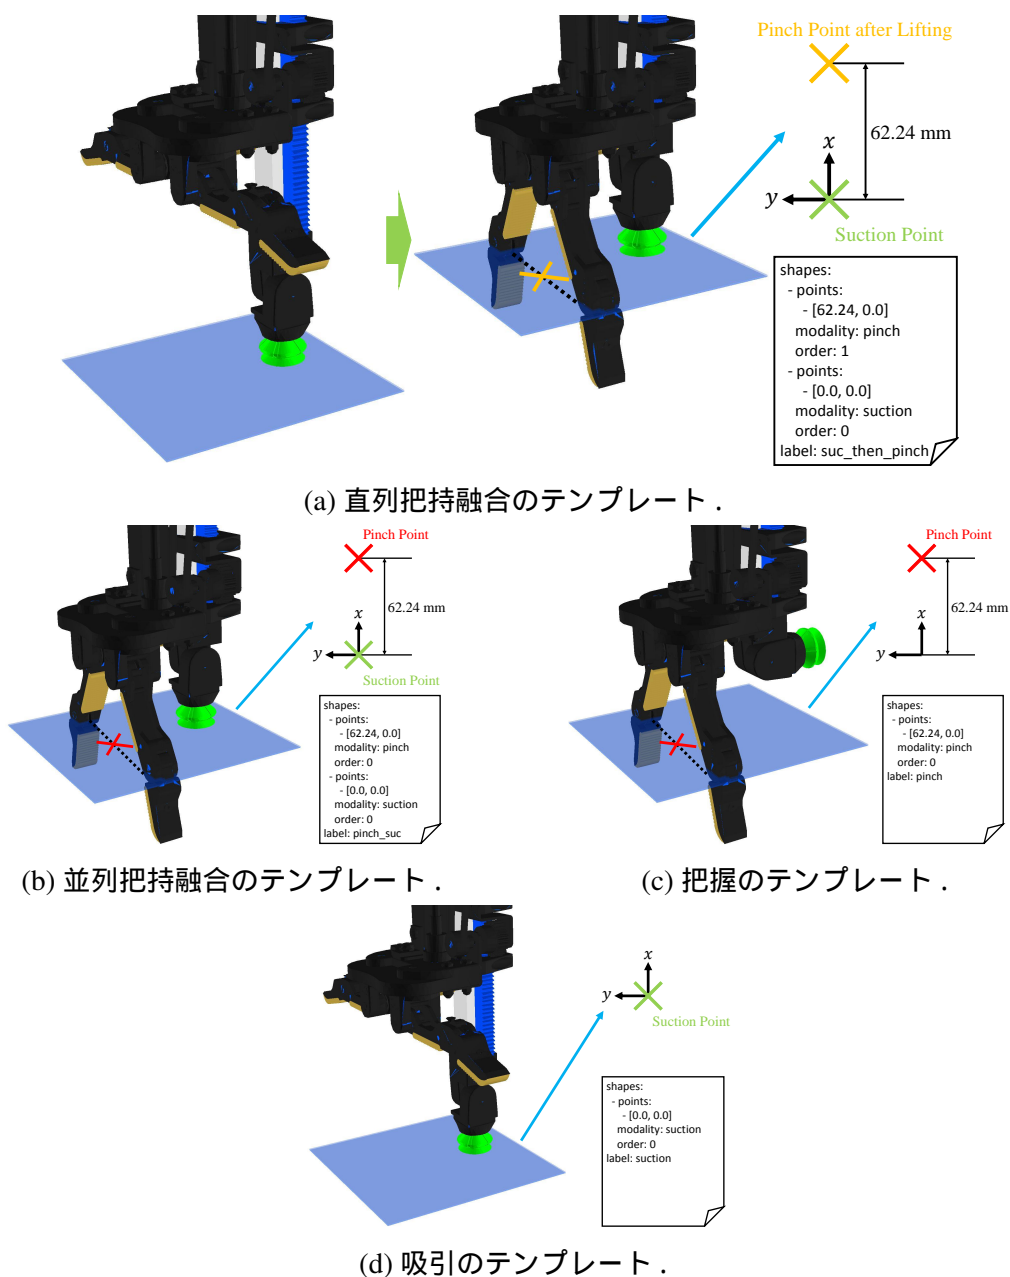 Pinch Point after Lifting
62.24 mm
x
y
Suction Point
shapes:
- points:
- [62.24, 0.0]
modality: pinch
order: 1
- points:
- [0.0, 0.0]
modality: suction
order: 0
label: suc_then_pinch
(a) 直列把持融合のテンプレート．
Pinch Point
62.24 mm
x
y
Suction Point
shapes:
- points:
- [62.24, 0.0]
modality: pinch
order: 0
- points:
- [0.0, 0.0]
modality: suction
order: 0
label: pinch_suc
(b) 並列把持融合のテンプレート．
Pinch Point
62.24 mm
x
y
shapes:
- points:
- [62.24, 0.0]
modality: pinch
order: 0
label: pinch
(c) 把握のテンプレート．
x
y
Suction Point
shapes:
- points:
- [0.0, 0.0]
modality: suction
order: 0
label: suction
(d) 吸引のテンプレート．